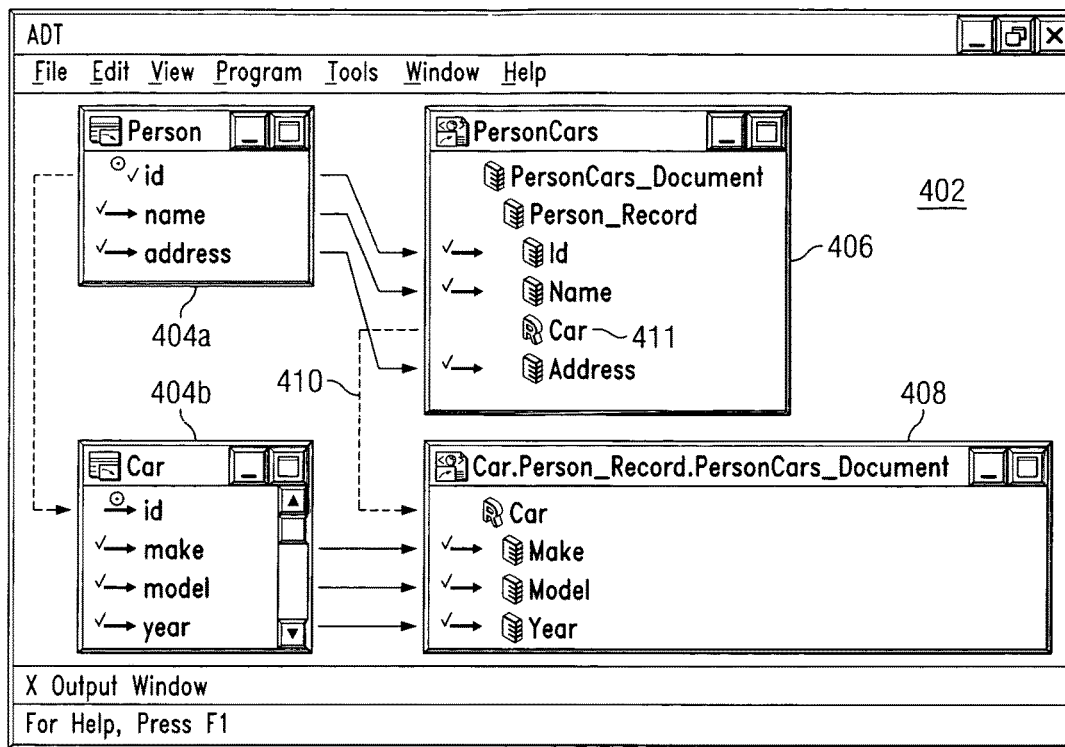 ADT
File Edit View Program Tools Window Help
Person
id
name
address
404a
PersonCars
PersonCars_Document
Person_Record
Id
Name
Car 411
Address
402
406
410
404b
Car
id
make
model
year
408
Car.Person_Record.PersonCars_Document
Car
Make
Model
Year
X Output Window
For Help, Press F1